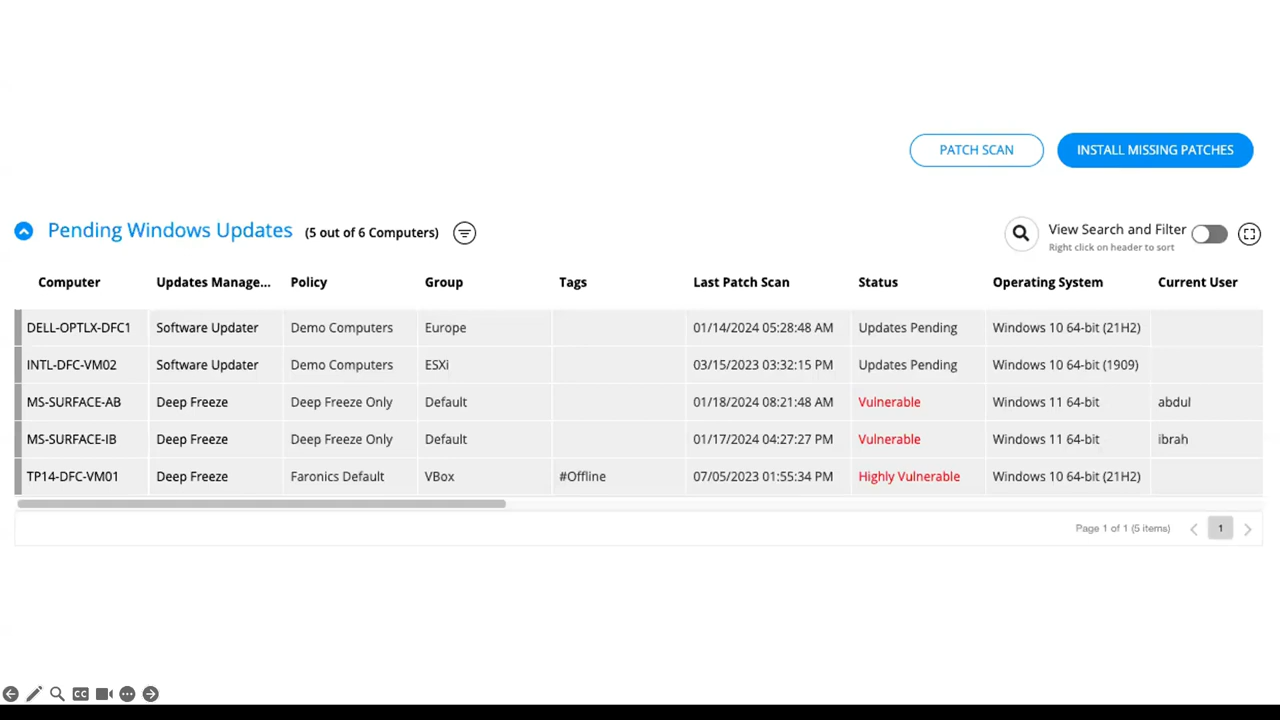 PATCH SCAN INSTALL MISSING PATCHES
Pending Windows Updates (5 out of 6 Computers) View Search and Filter
Right click on header to sort
Computer Updates Manage... Policy Group Tags Last Patch Scan Status Operating System Current User
DELL-OPTLX-DFC1 Software Updater Demo Computers Europe 01/14/2024 05:28:48 AM Updates Pending Windows 10 64-bit (21H2)
INTL-DFC-VM02 Software Updater Demo Computers ESXi 03/15/2023 03:32:15 PM Updates Pending Windows 10 64-bit (1909)
MS-SURFACE-AB Deep Freeze Deep Freeze Only Default 01/18/2024 08:21:48 AM Vulnerable Windows 11 64-bit abdul
MS-SURFACE-IB Deep Freeze Deep Freeze Only Default 01/17/2024 04:27:27 PM Vulnerable Windows 11 64-bit ibrah
TP14-DFC-VM01 Deep Freeze Faronics Default VBox #Offline 07/05/2023 01:55:34 PM Highly Vulnerable Windows 10 64-bit (21H2)
Page 1 of 1 (5 items) 1
CC